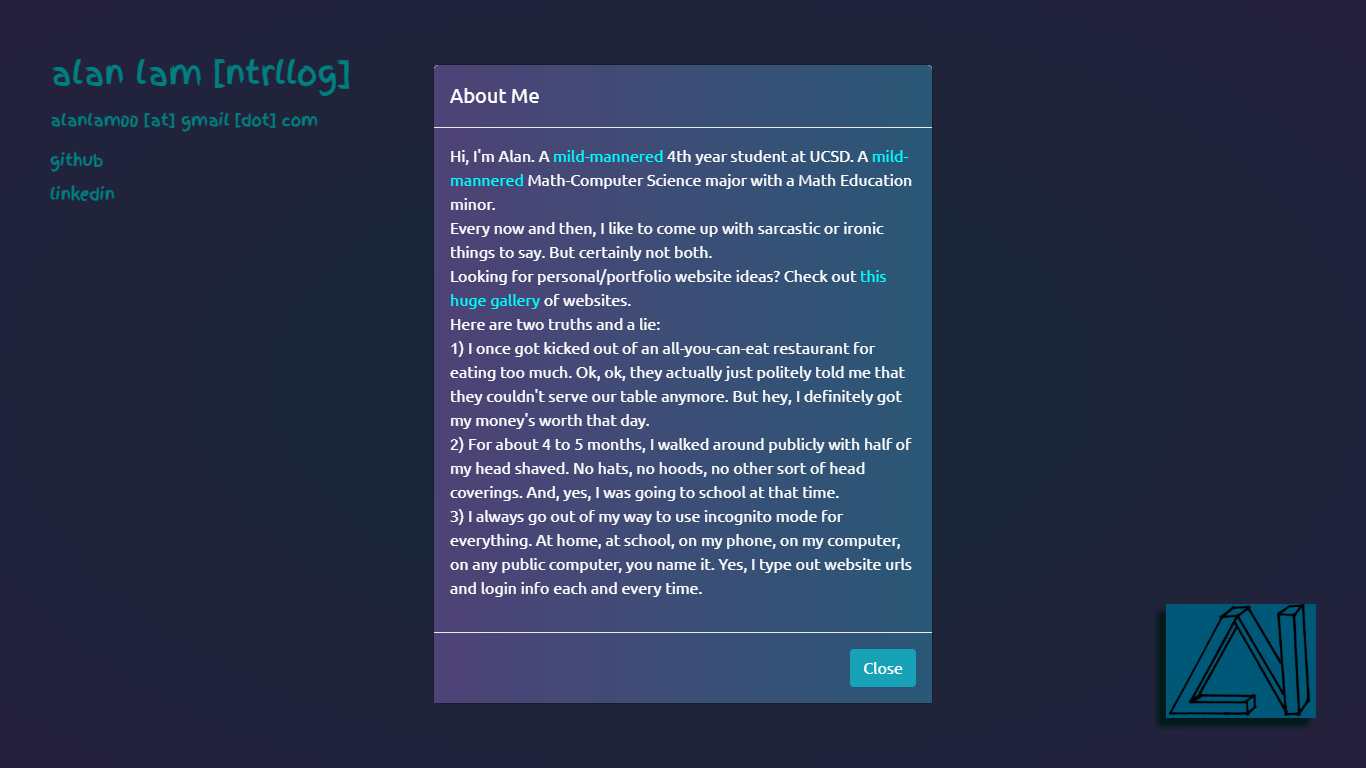 alan lam [ntrllog]
alanlam00 [at] gmail [dot] com
github
linkedin
About Me
Hi, I'm Alan. A mild-mannered 4th year student at UCSD. A mild-
mannered Math-Computer Science major with a Math Education
minor.
Every now and then, I like to come up with sarcastic or ironic
things to say. But certainly not both.
Looking for personal/portfolio website ideas? Check out this
huge gallery of websites.
Here are two truths and a lie:
1) I once got kicked out of an all-you-can-eat restaurant for
eating too much. Ok, ok, they actually just politely told me that
they couldn't serve our table anymore. But hey, I definitely got
my money's worth that day.
2) For about 4 to 5 months, I walked around publicly with half of
my head shaved. No hats, no hoods, no other sort of head
coverings. And, yes, I was going to school at that time.
3) I always go out of my way to use incognito mode for
everything. At home, at school, on my phone, on my computer,
on any public computer, you name it. Yes, I type out website urls
and login info each and every time.
Close